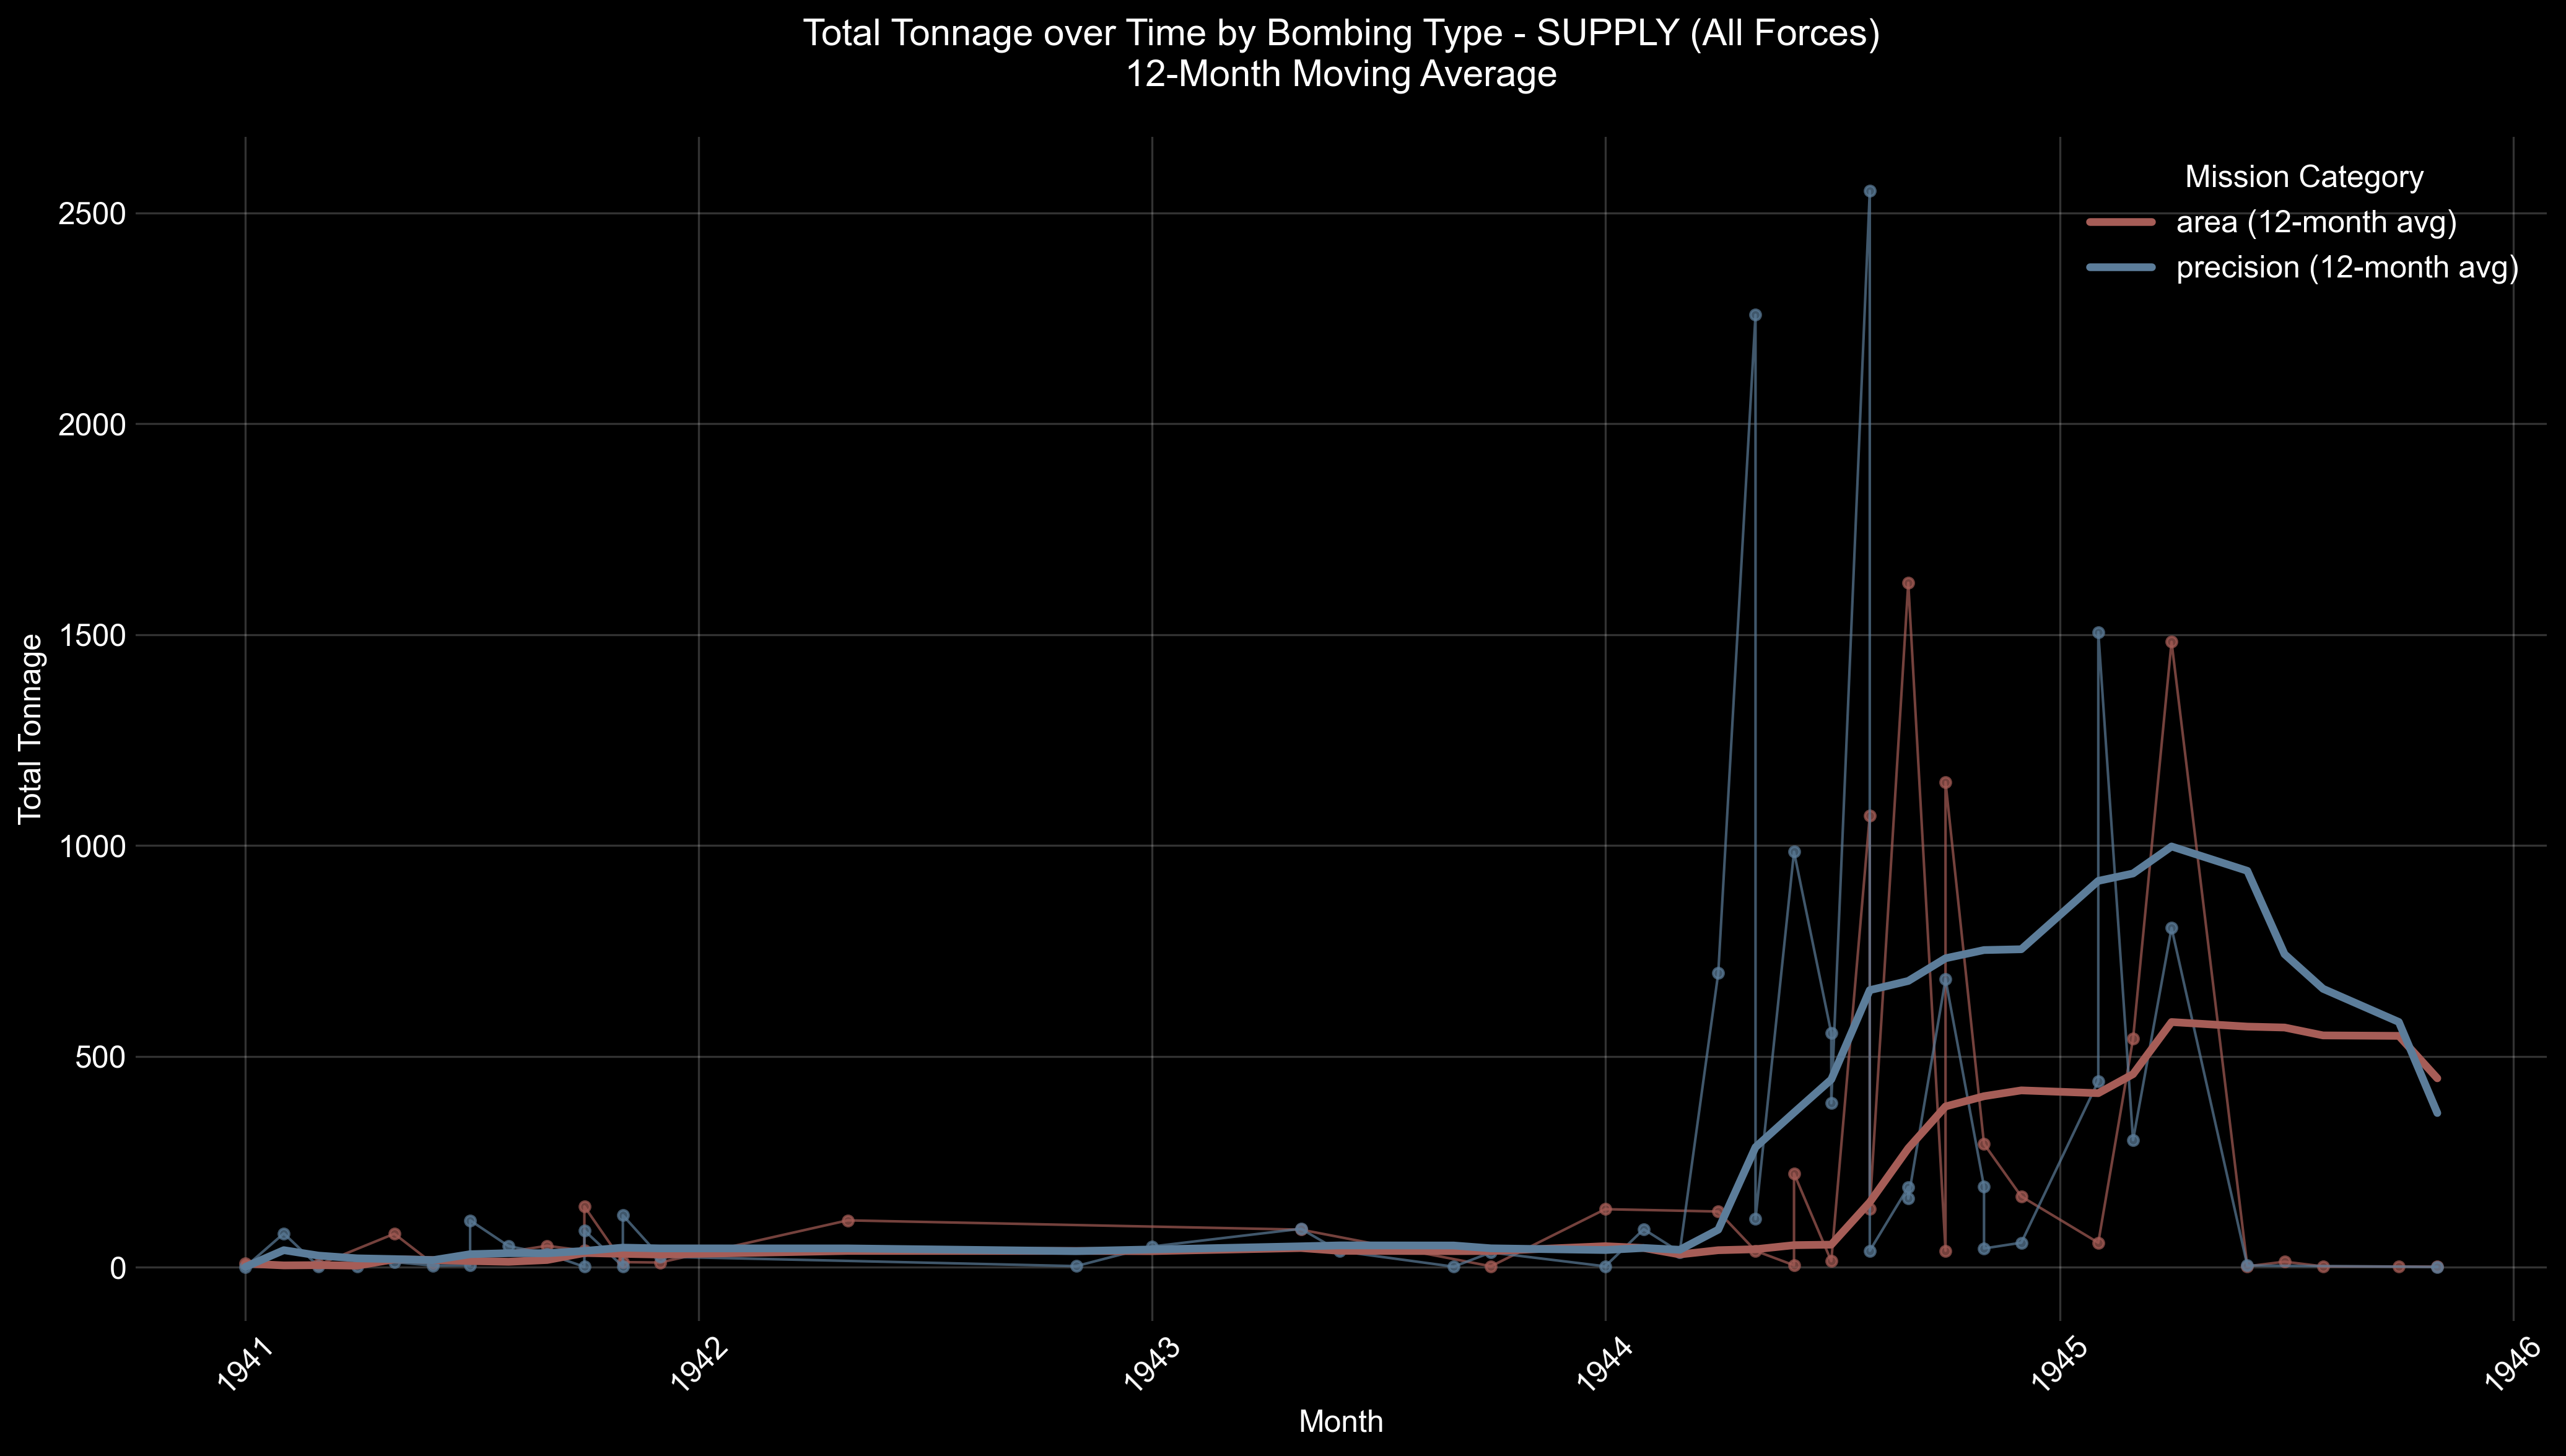 Total Tonnage over Time by Bombing Type - SUPPLY (All Forces)
12-Month Moving Average
Mission Category
area (12-month avg)
precision (12-month avg)
Total Tonnage
2500
2000
1500
1000
500
0
1941
1942
1943
1944
1945
1946
Month